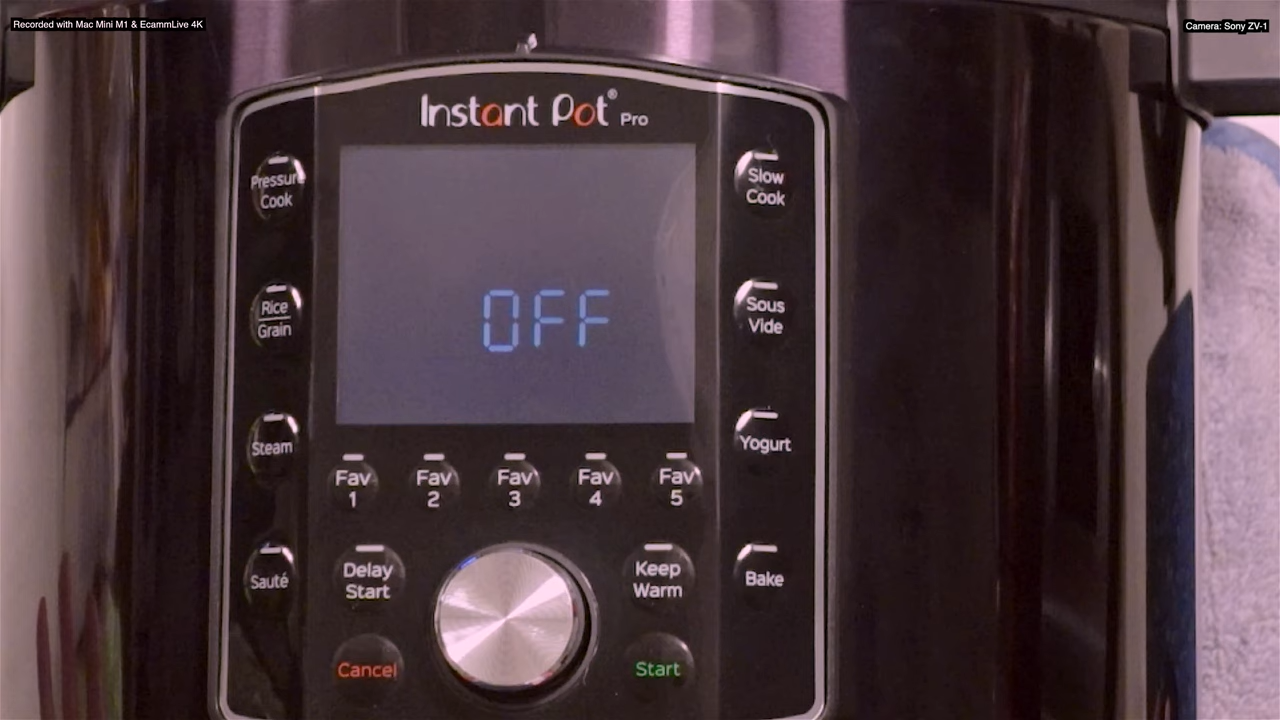 Recorded with Mac Mini M1 & EcammLive 4K
Camera: Sony ZV-1
Instant Pot® Pro
Pressure
Cook
Slow
Cook
OFF
Rice
Grain
Sous
Vide
Steam
Yogurt
Fav
1
Fav
2
Fav
3
Fav
4
Fav
5
Sauté
Delay
Start
Keep
Warm
Bake
Cancel
Start